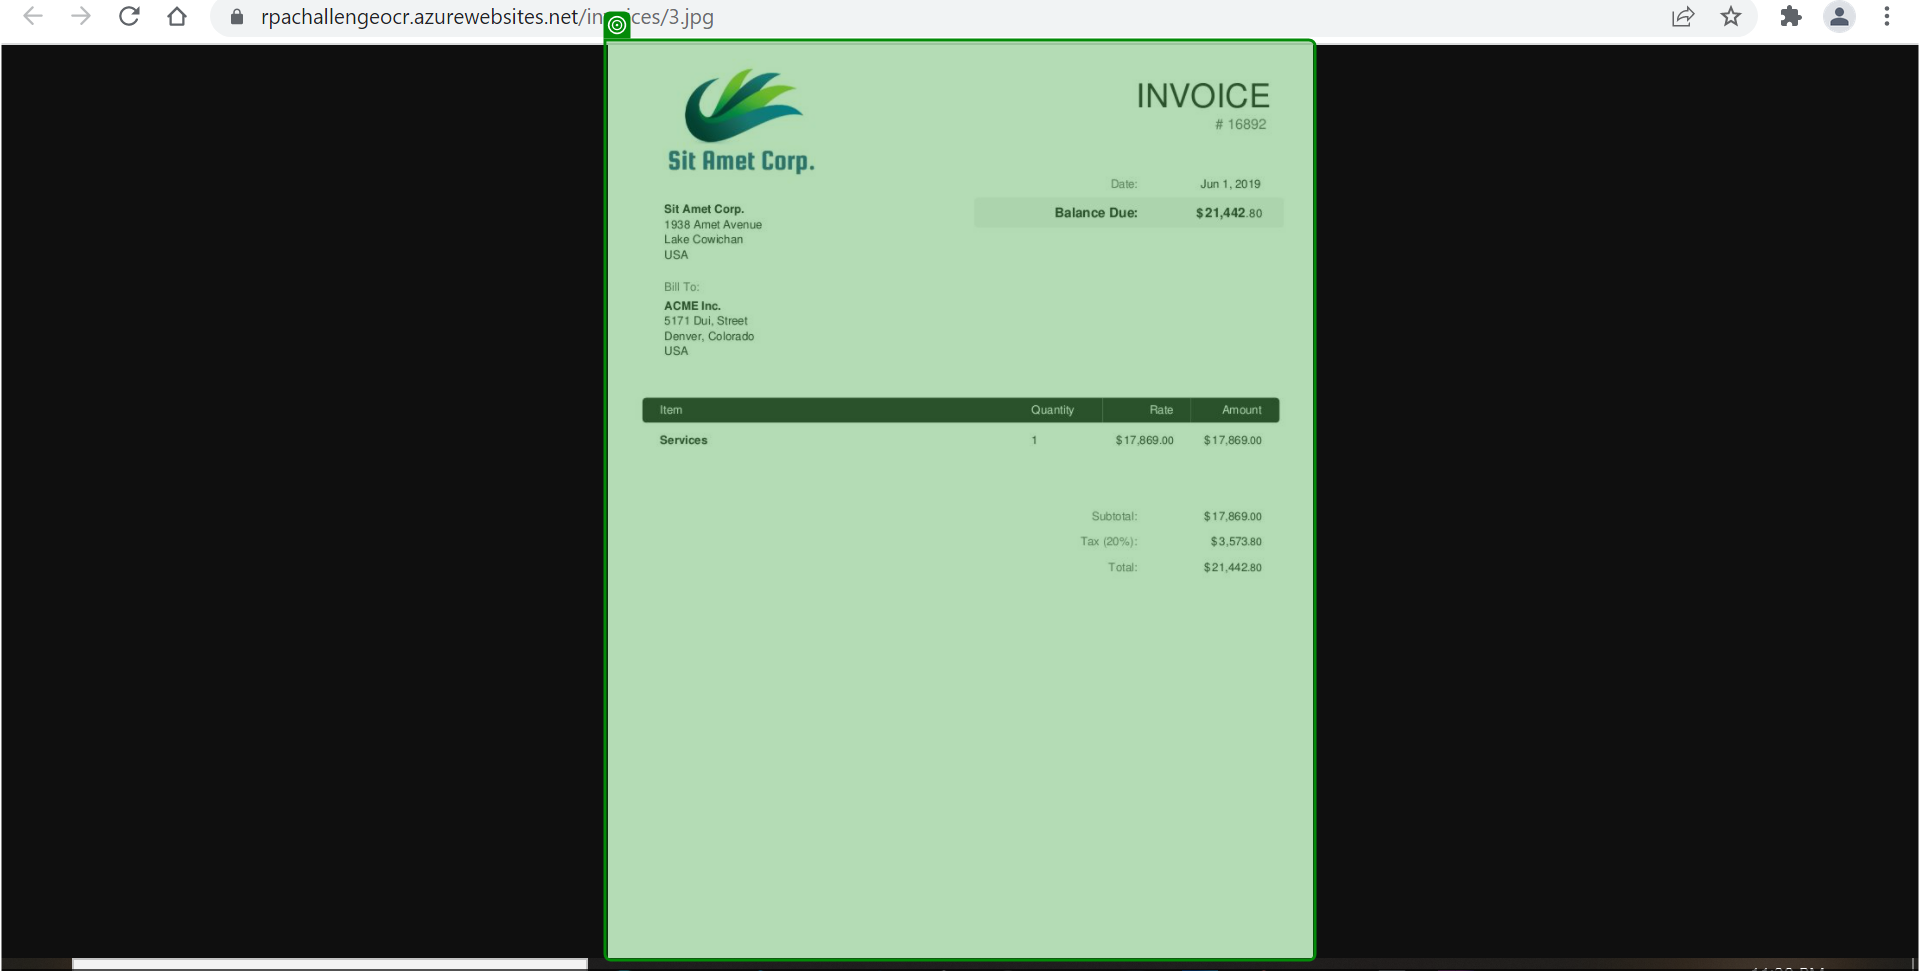 rpachallengeocr.azurewebsites.net/in ices/3.jpg
Sit Amet Corp.
INVOICE
# 16892
Date: Jun 1, 2019
Balance Due: $21,442.80
Sit Amet Corp.
1938 Amet Avenue
Lake Cowichan
USA
Bill To:
ACME Inc.
5171 Dui, Street
Denver, Colorado
USA
Item Quantity Rate Amount
Services 1 $17,869.00 $17,869.00
Subtotal: $17,869.00
Tax (20%): $3,573.80
Total: $21,442.80